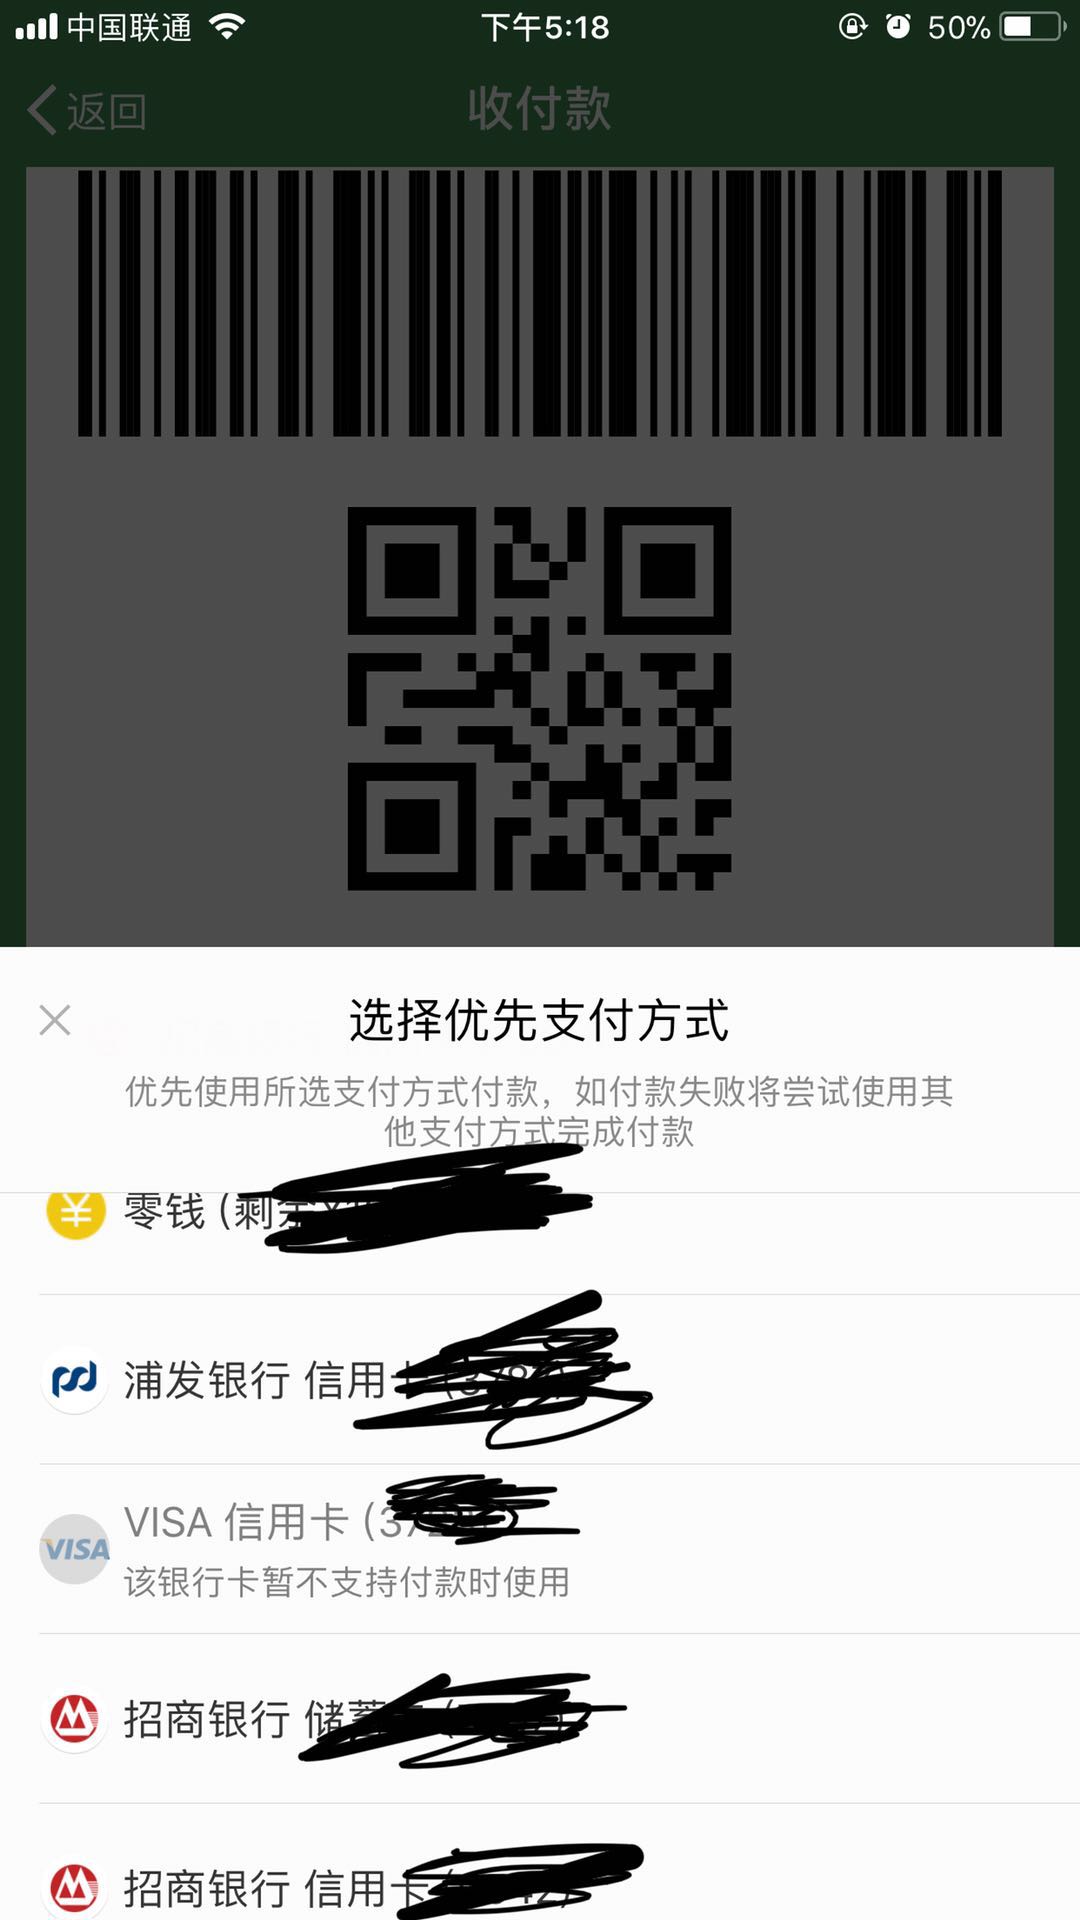 中国联通
下午5:18
50%
返回
收付款
选择优先支付方式
优先使用所选支付方式付款，如付款失败将尝试使用其
他支付方式完成付款
¥
零钱 (剩
浦发银行 信用
VISA
VISA 信用卡 (37
该银行卡暂不支持付款时使用
招商银行 储蓄
招商银行 信用卡